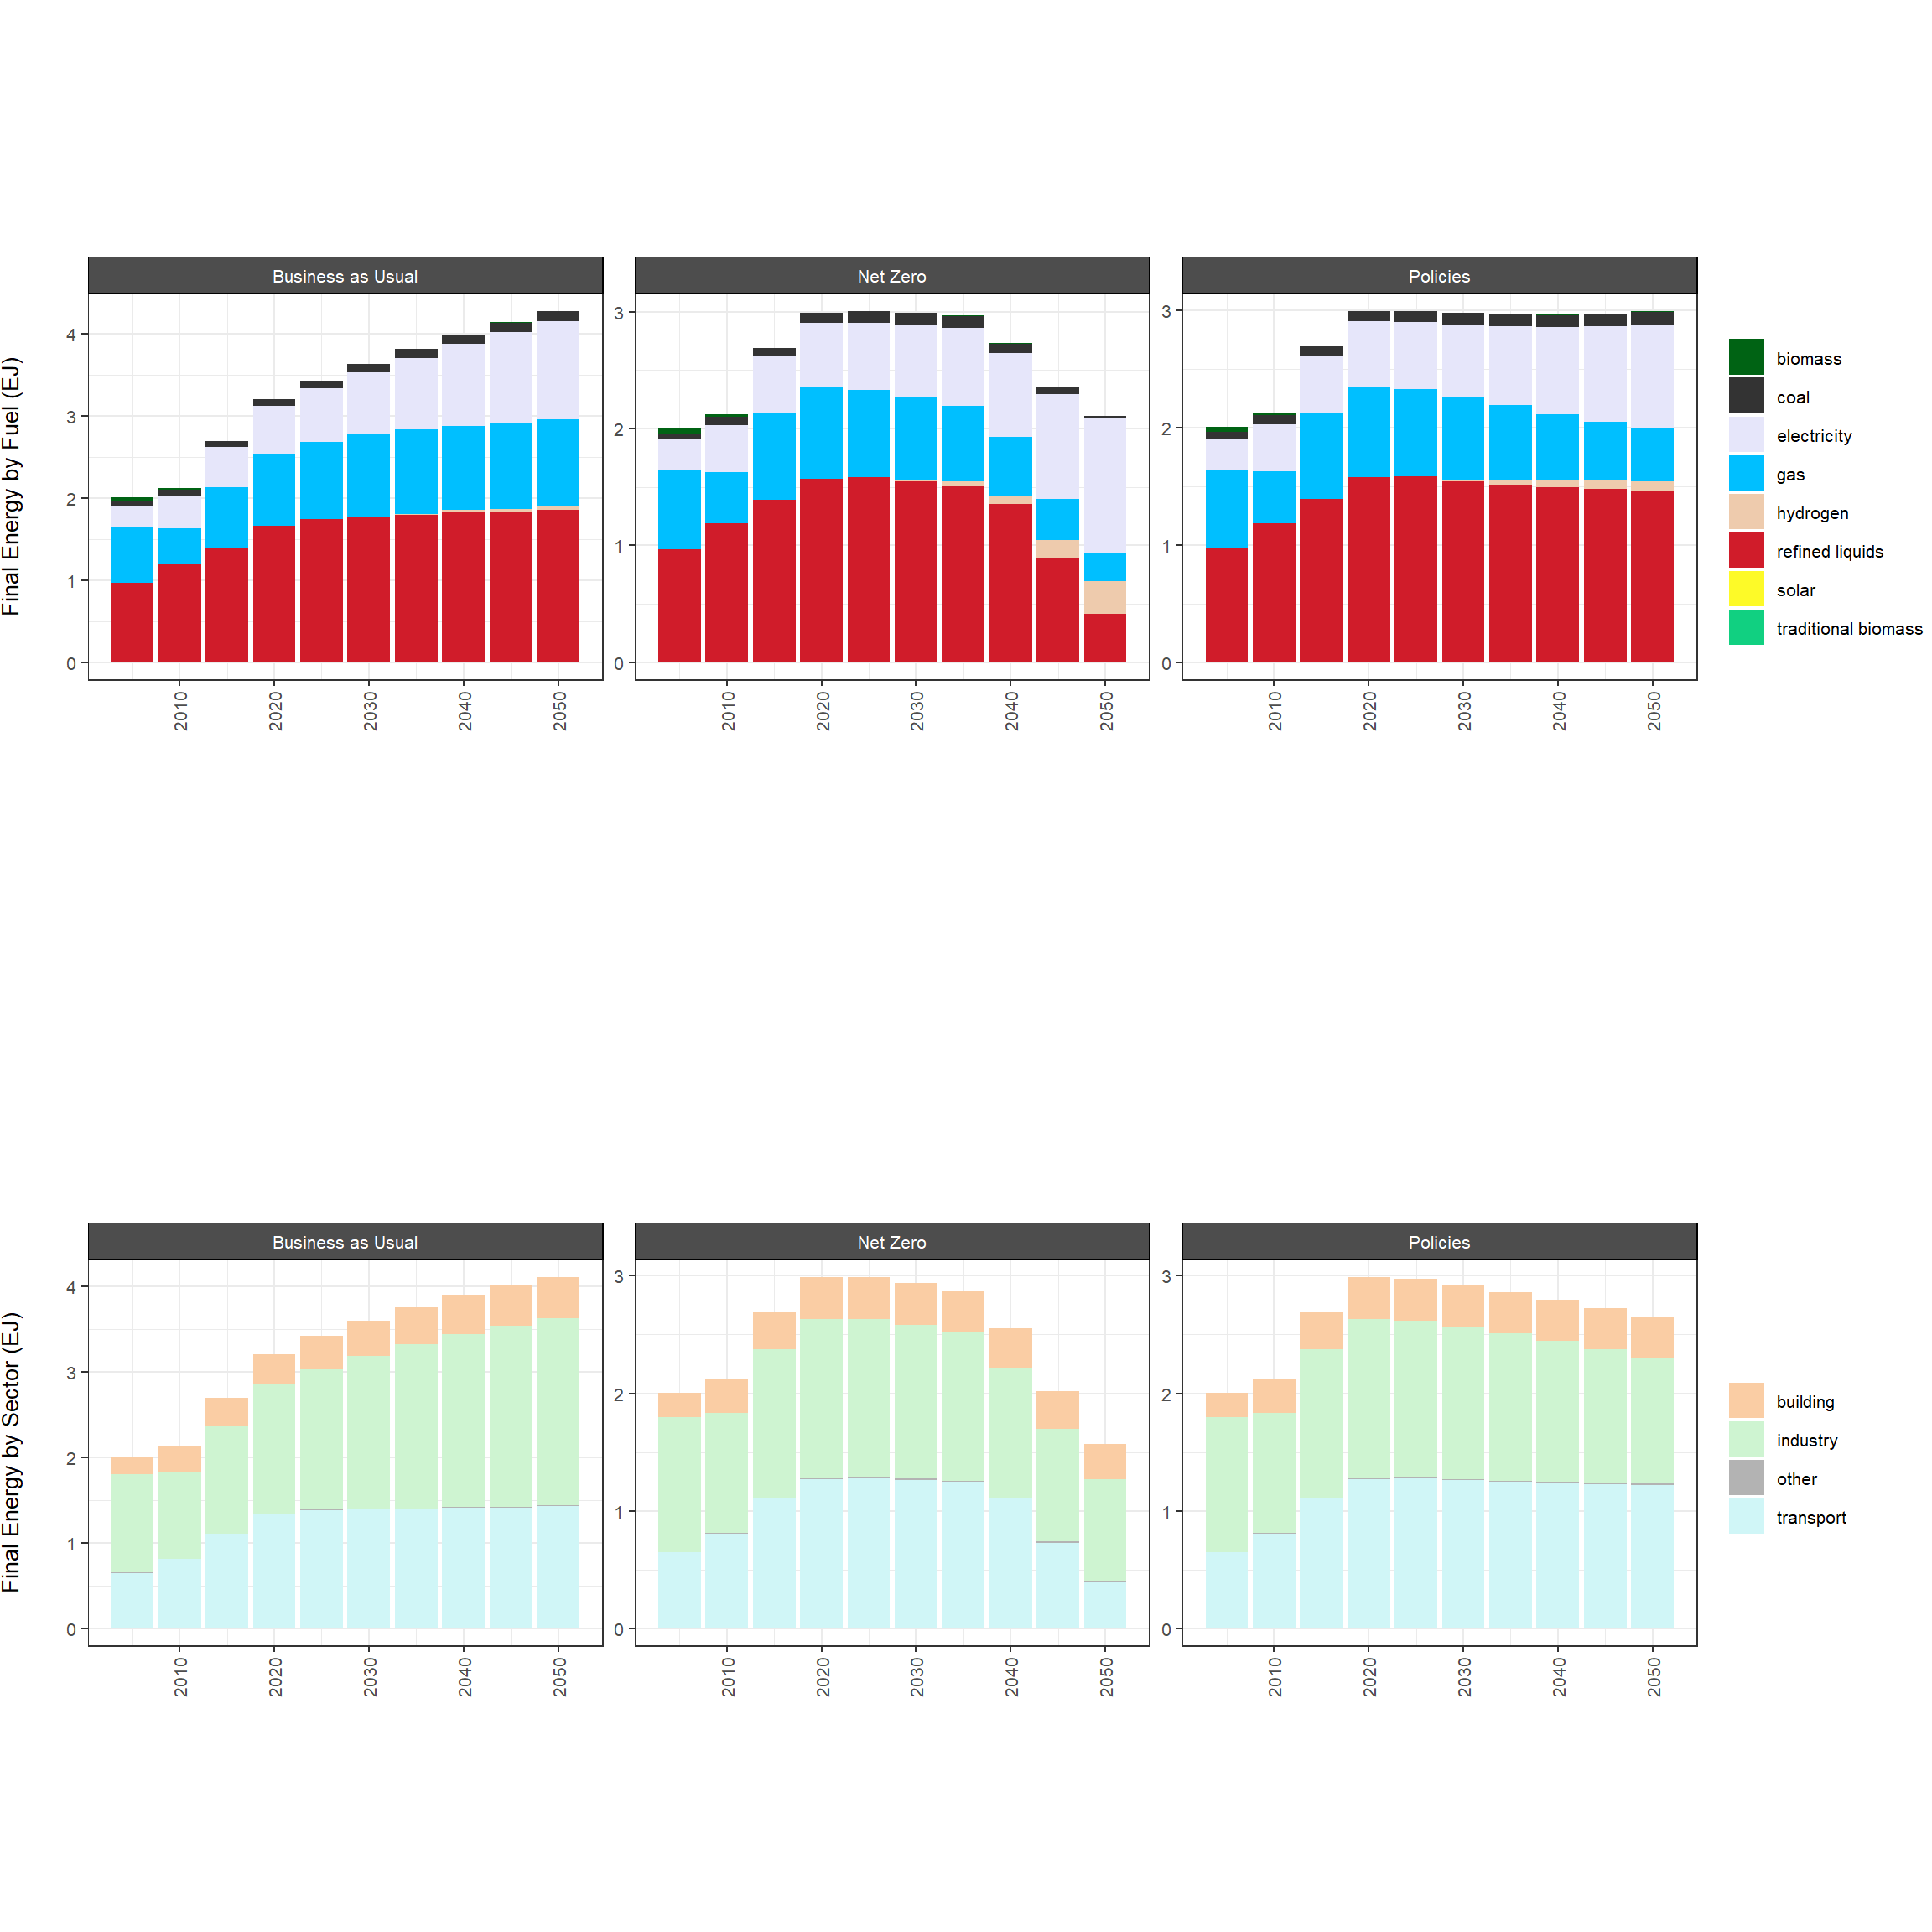 Final Energy by Fuel (EJ)
Business as Usual
Net Zero
Policies
4
3
2
1
0
3
2
1
0
3
2
1
0
2010
2020
2030
2040
2050
2010
2020
2030
2040
2050
2010
2020
2030
2040
2050
biomass
coal
electricity
gas
hydrogen
refined liquids
solar
traditional biomass
Final Energy by Sector (EJ)
Business as Usual
Net Zero
Policies
4
3
2
1
0
3
2
1
0
3
2
1
0
2010
2020
2030
2040
2050
2010
2020
2030
2040
2050
2010
2020
2030
2040
2050
building
industry
other
transport